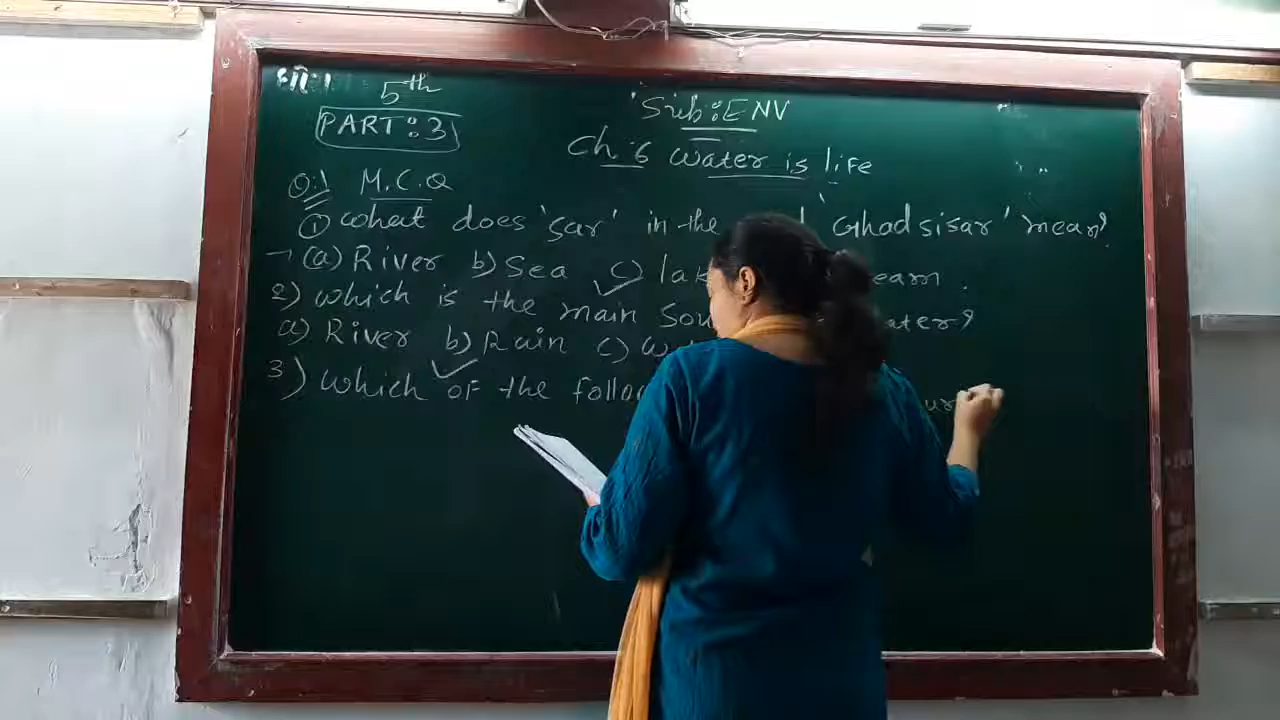 5th
Sub:ENV
PART:3
Ch 6 Water is life
Q:1 M.C.Q
① What does 'sar' in the 'Ghadsisar' mean?
(a) River b) Sea c) lak
2) which is the main Sou ater?
a) River b) Rain c)
3) which of the follo